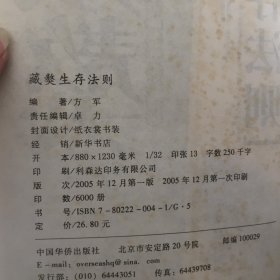 藏獒生存法则
编　　著/方　军
责任编辑/卓　力
封面设计/纸衣裳书装
经　　销/新华书店
开　　本/880×1230 毫米　1/32　印张 13　字数 250 千字
印　　刷/利森达印务有限公司
版　　次/2005 年 12 月第一版　2005 年 12 月第一次印刷
印　　数/6000 册
书　　号/ISBN 7-80222-004-1/G·5
定　　价/26.80 元
中国华侨出版社　北京市安定路 20 号院　邮编 100029
E-mail: overseashq@sina.
发行部：(010) 64443051　传真：64439708